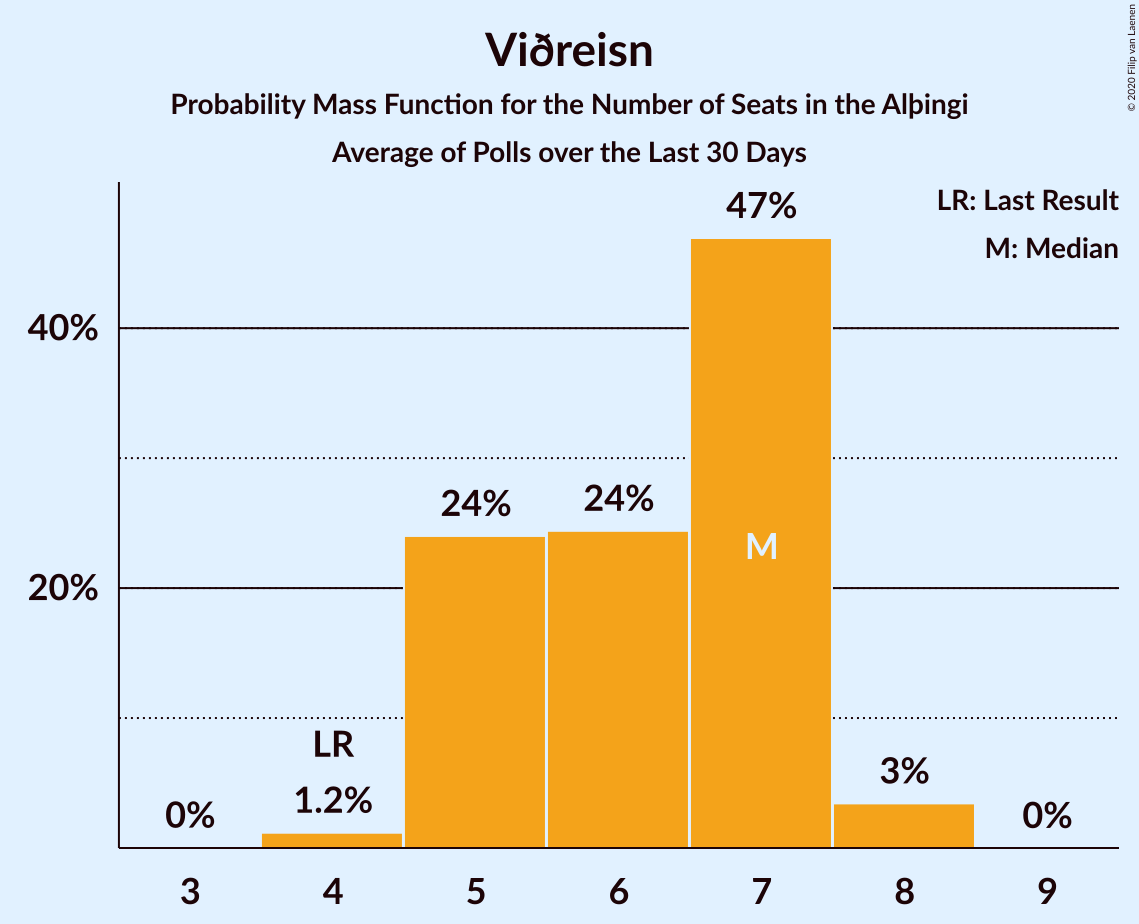 Viðreisn
Probability Mass Function for the Number of Seats in the Alþingi
Average of Polls over the Last 30 Days
© 2020 Filip van Laenen
LR: Last Result
M: Median
40%
20%
0%
LR
1.2%
24%
24%
47%
M
3%
0%
3 4 5 6 7 8 9